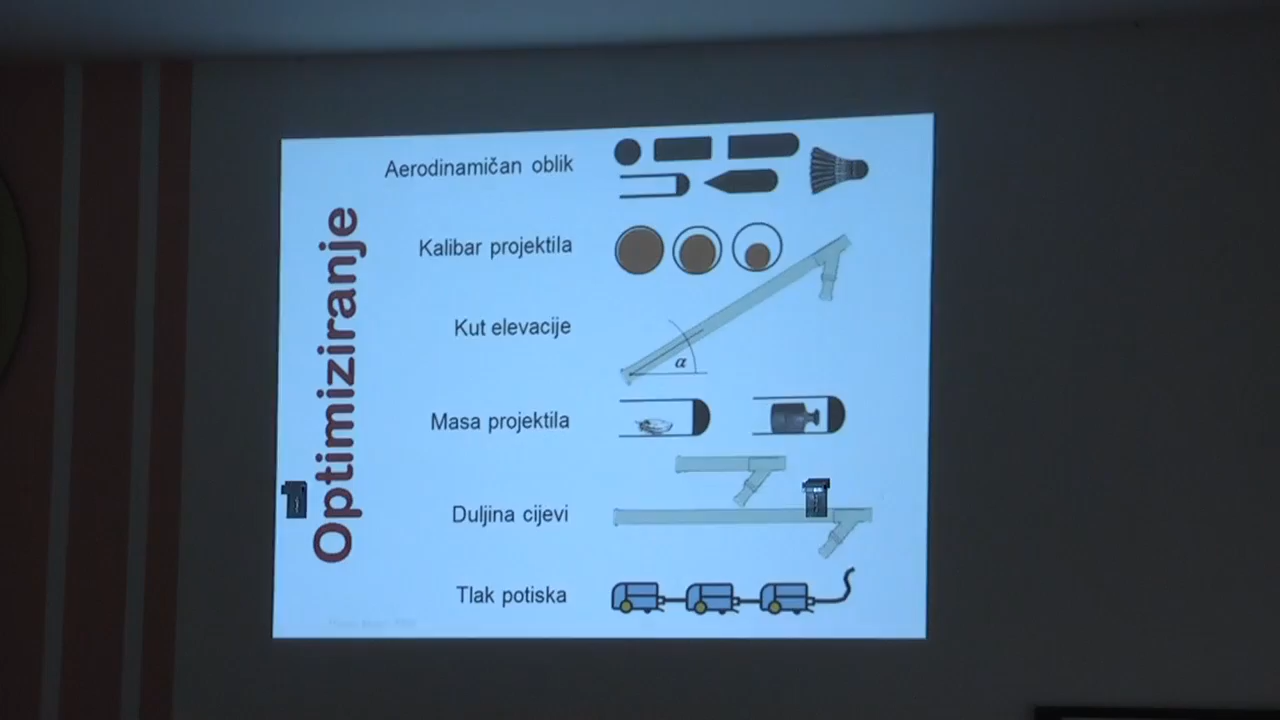 Optimiziranje
Aerodinamičan oblik
Kalibar projektila
Kut elevacije
α
Masa projektila
Duljina cijevi
Tlak potiska